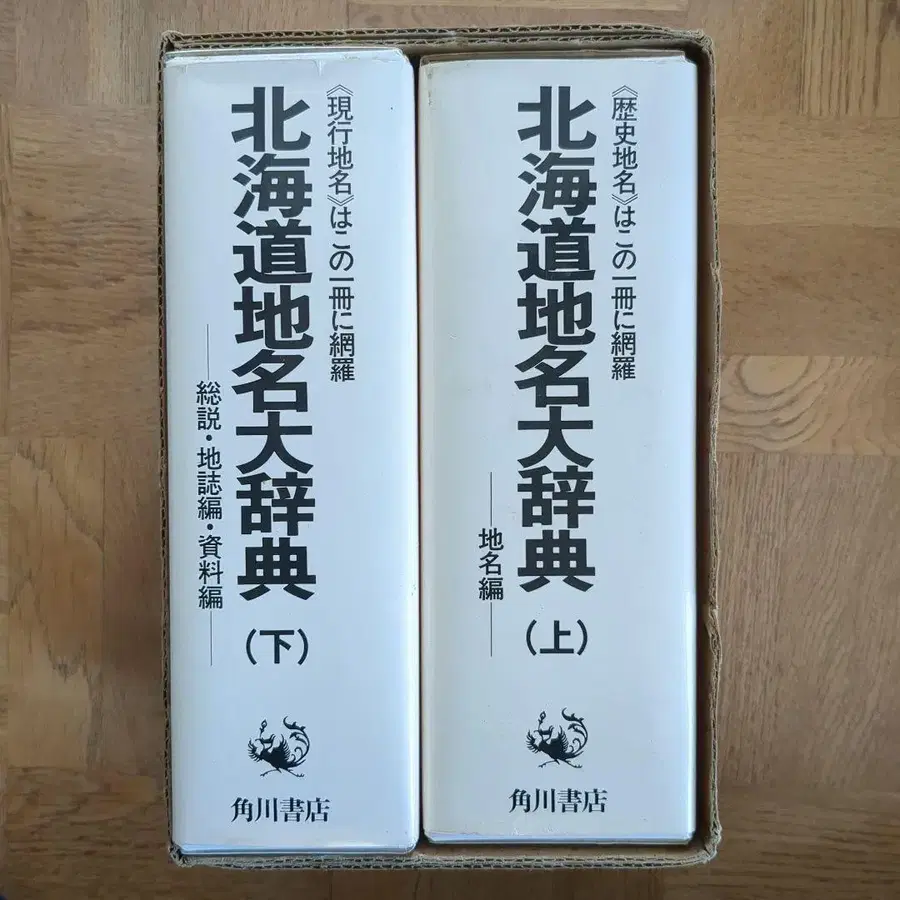 《歴史地名》はこの一冊に網羅
北海道地名大辞典(上)
地名編
角川書店
《現行地名》はこの一冊に網羅
北海道地名大辞典(下)
総説・地誌編・資料編
角川書店